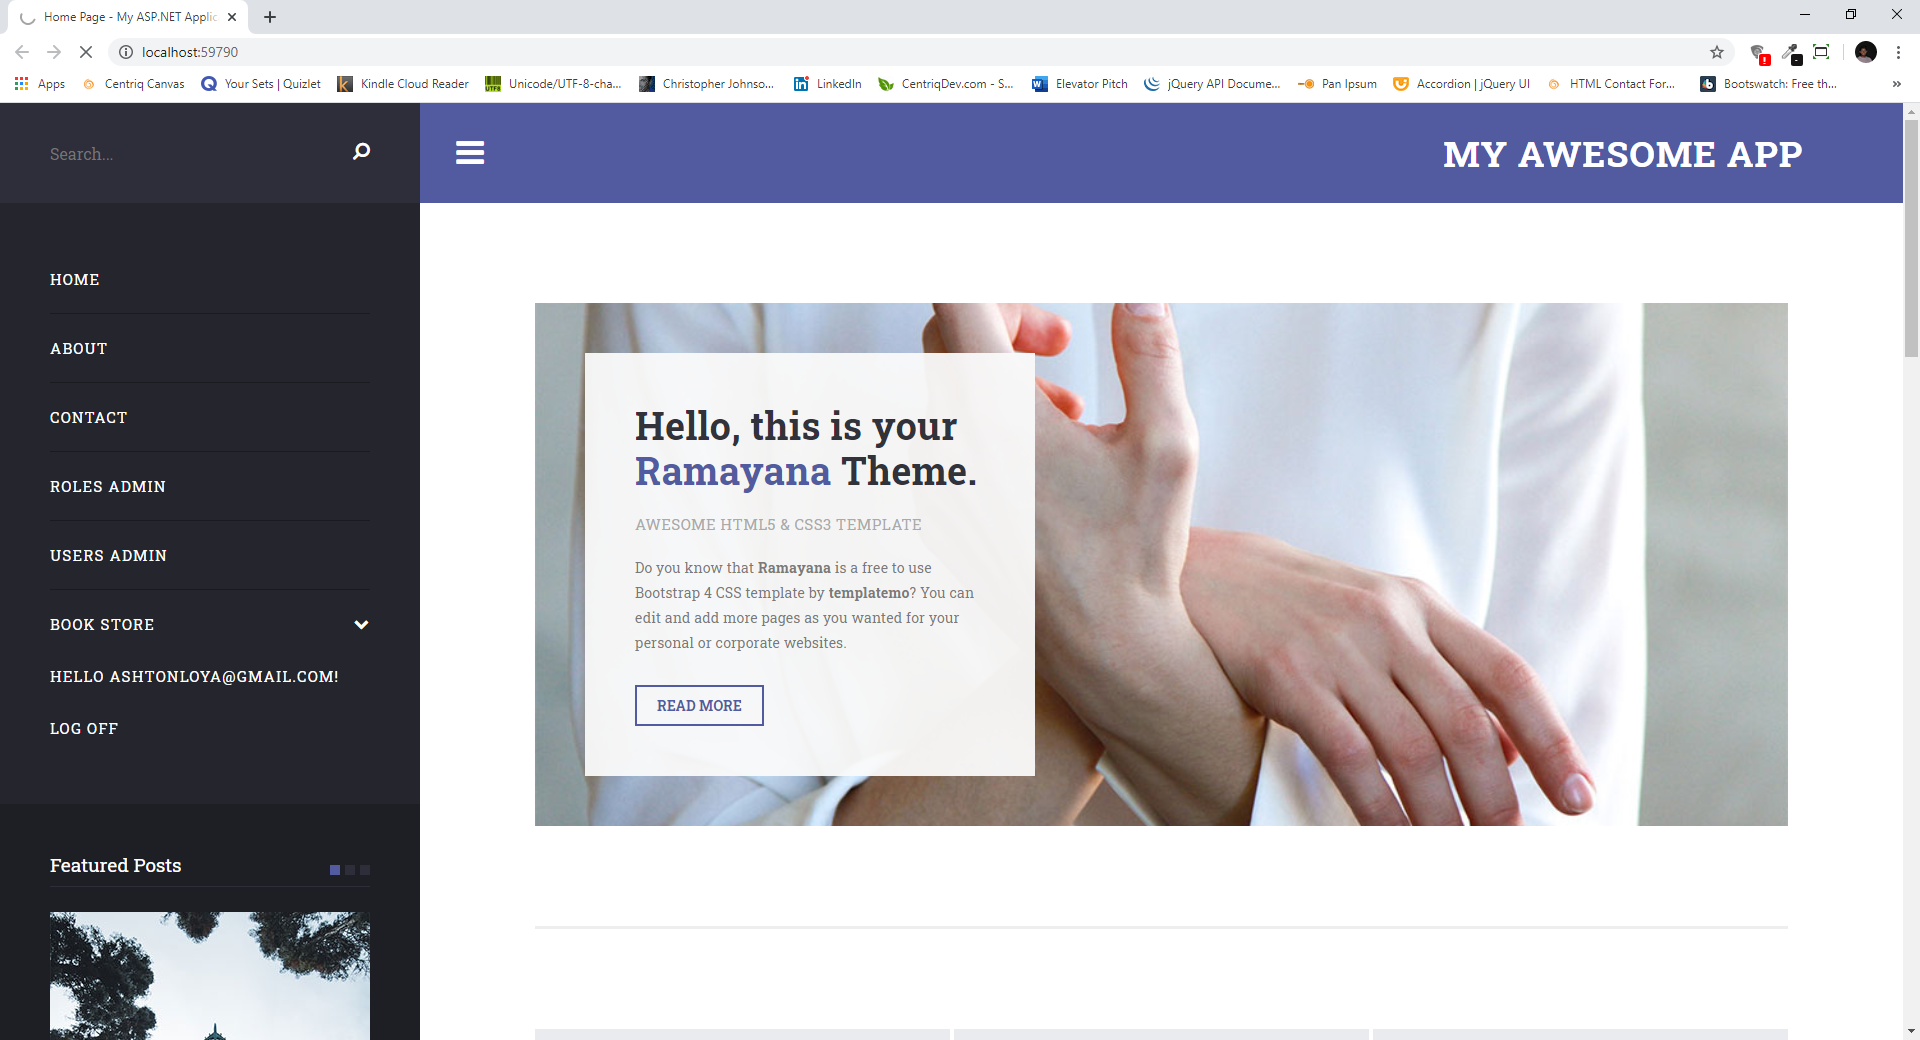 Home Page - My ASP.NET Applic
localhost:59790
Apps
Centriq Canvas
Your Sets | Quizlet
Kindle Cloud Reader
Unicode/UTF-8-cha...
Christopher Johnso...
LinkedIn
CentriqDev.com - S...
Elevator Pitch
jQuery API Docume...
Pan Ipsum
Accordion | jQuery UI
HTML Contact For...
Bootswatch: Free th...
Search...
MY AWESOME APP
HOME
ABOUT
CONTACT
ROLES ADMIN
USERS ADMIN
BOOK STORE
HELLO ASHTONLOYA@GMAIL.COM!
LOG OFF
Featured Posts
Hello, this is your
Ramayana Theme.
AWESOME HTML5 & CSS3 TEMPLATE
Do you know that Ramayana is a free to use
Bootstrap 4 CSS template by templatemo? You can
edit and add more pages as you wanted for your
personal or corporate websites.
READ MORE